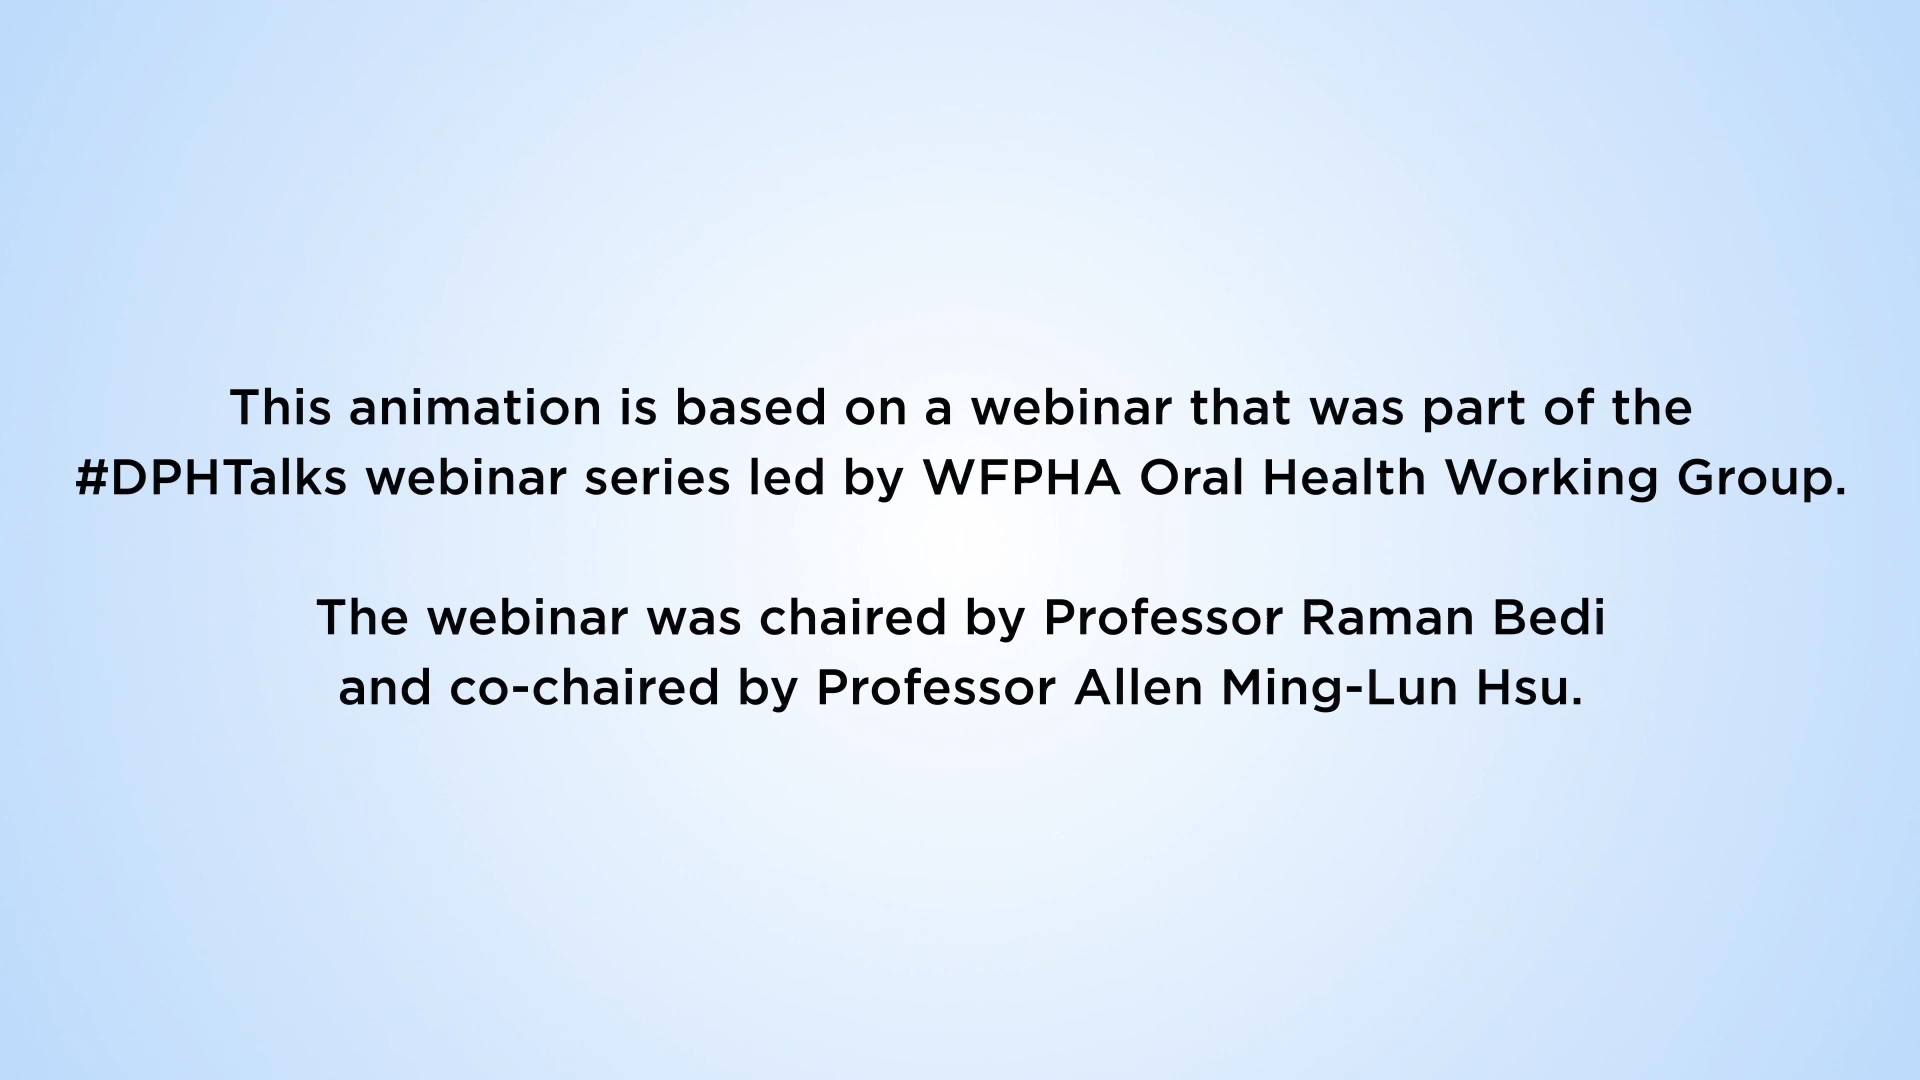 This animation is based on a webinar that was part of the
#DPHTalks webinar series led by WFPHA Oral Health Working Group.
The webinar was chaired by Professor Raman Bedi
and co-chaired by Professor Allen Ming-Lun Hsu.